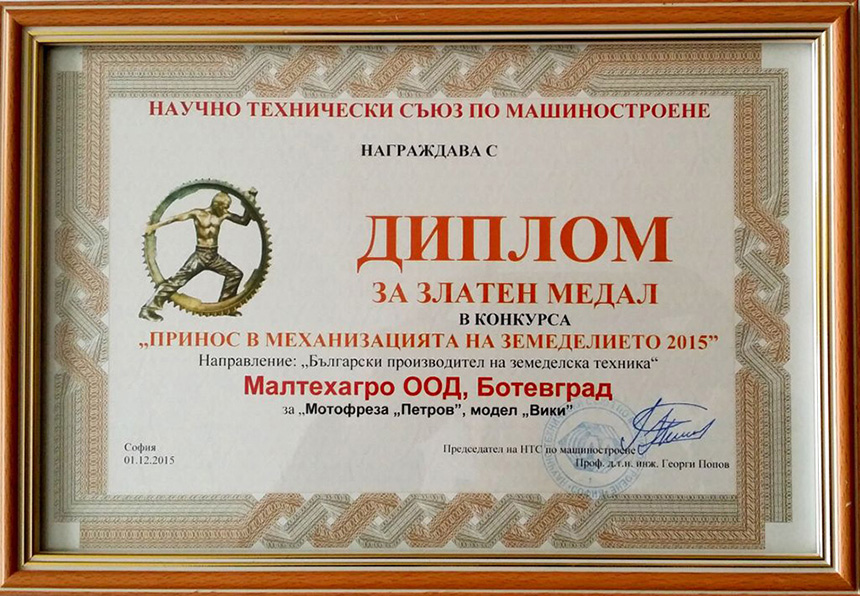 НАУЧНО ТЕХНИЧЕСКИ СЪЮЗ ПО МАШИНОСТРОЕНЕ
НАГРАЖДАВА С
ДИПЛОМ
ЗА ЗЛАТЕН МЕДАЛ
В КОНКУРСА
„ПРИНОС В МЕХАНИЗАЦИЯТА НА ЗЕМЕДЕЛИЕТО 2015”
Направление: „Български производител на земеделска техника“
Малтехагро ООД, Ботевград
за „Мотофреза „Петров”, модел „Вики”
София
01.12.2015
Председател на НТС по машиностроене
Проф. д.т.н. инж. Георги Попов